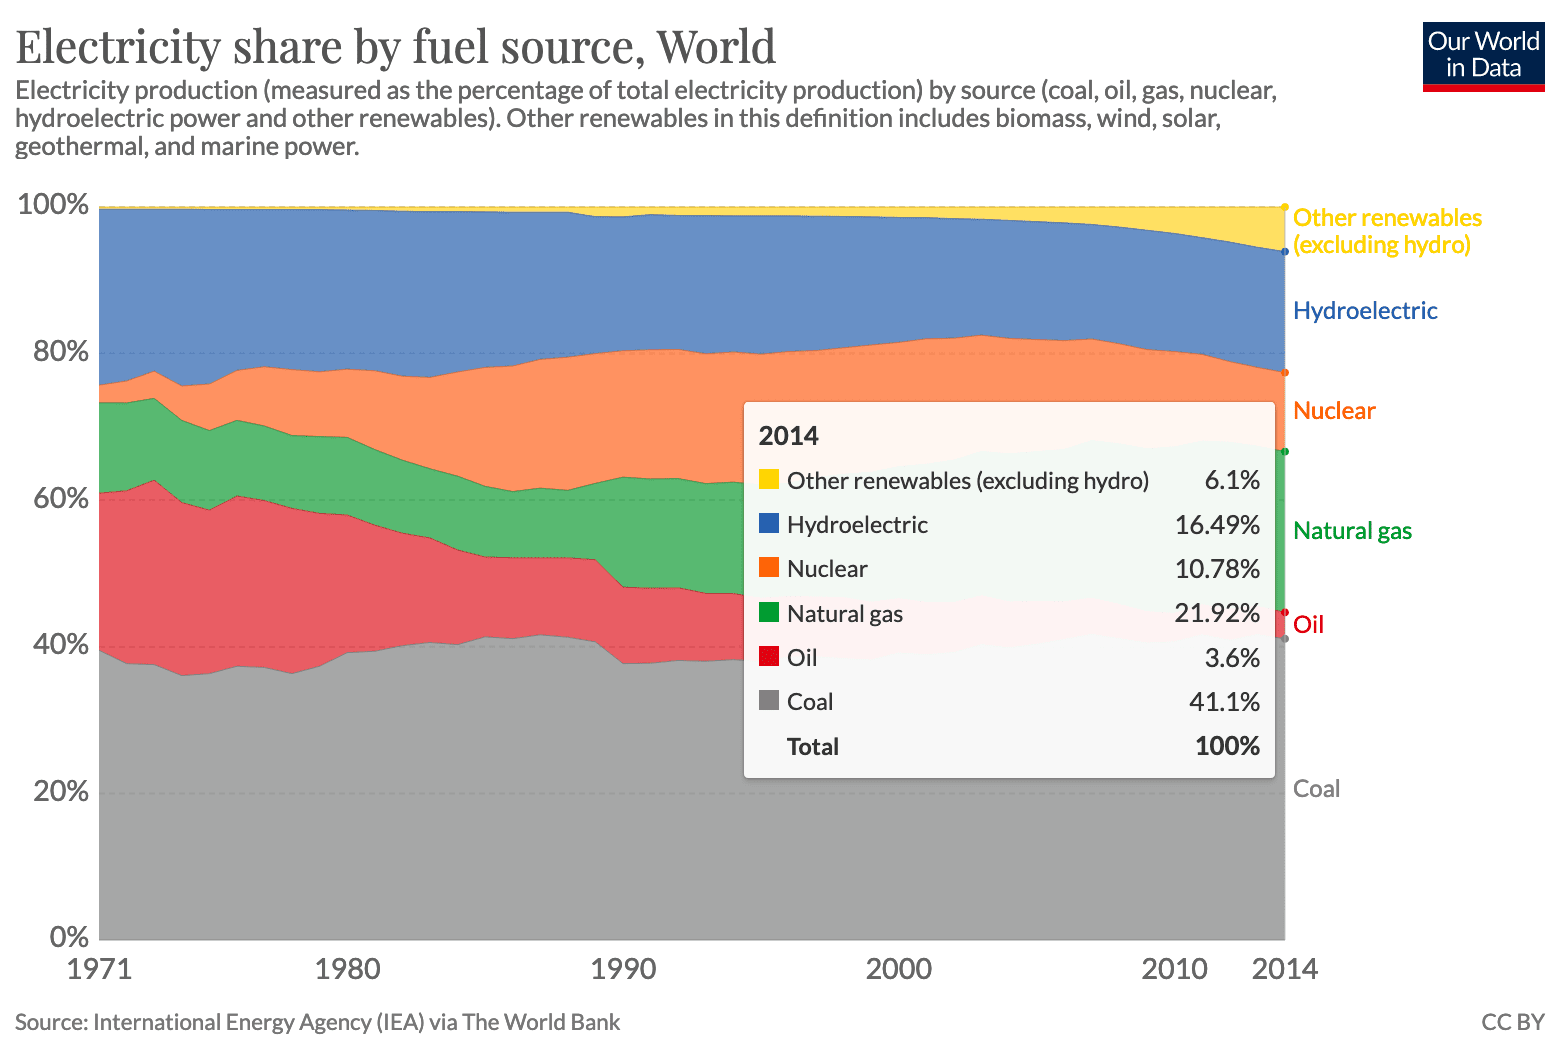 Electricity share by fuel source, World
Our World
in Data
Electricity production (measured as the percentage of total electricity production) by source (coal, oil, gas, nuclear,
hydroelectric power and other renewables). Other renewables in this definition includes biomass, wind, solar,
geothermal, and marine power.
100%
80%
60%
40%
20%
0%
Other renewables
(excluding hydro)
Hydroelectric
Nuclear
Natural gas
Oil
Coal
2014
Other renewables (excluding hydro) 6.1%
Hydroelectric 16.49%
Nuclear 10.78%
Natural gas 21.92%
Oil 3.6%
Coal 41.1%
Total 100%
1971 1980 1990 2000 2010 2014
Source: International Energy Agency (IEA) via The World Bank
CC BY